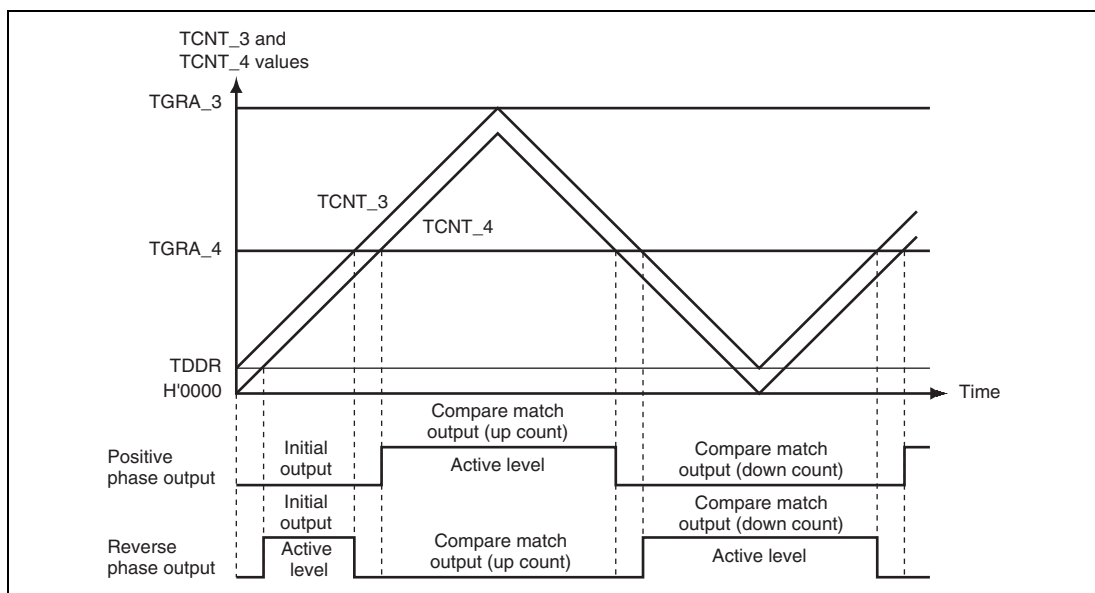 TCNT_3 and
TCNT_4 values
TGRA_3
TCNT_3
TCNT_4
TGRA_4
TDDR
H'0000
Time
Compare match
output (up count)
Positive
phase output
Initial
output
Active level
Compare match
output (down count)
Initial
output
Compare match
output (down count)
Reverse
phase output
Active
level
Compare match
output (up count)
Active level